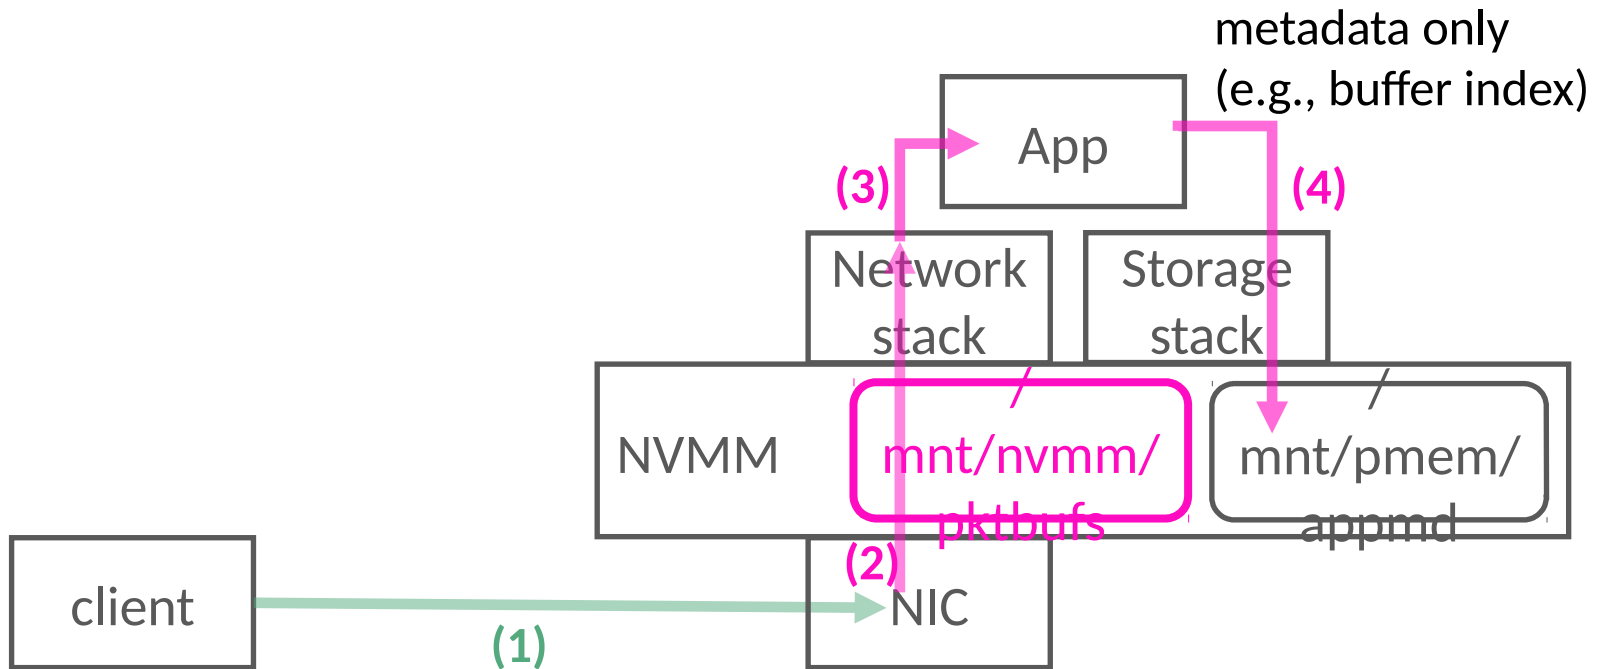 metadata only
(e.g., buffer index)
App
(3)
(4)
Network
stack
Storage
stack
NVMM
/
mnt/nvmm/
pktbufs
/
mnt/pmem/
appmd
(2)
client
NIC
(1)